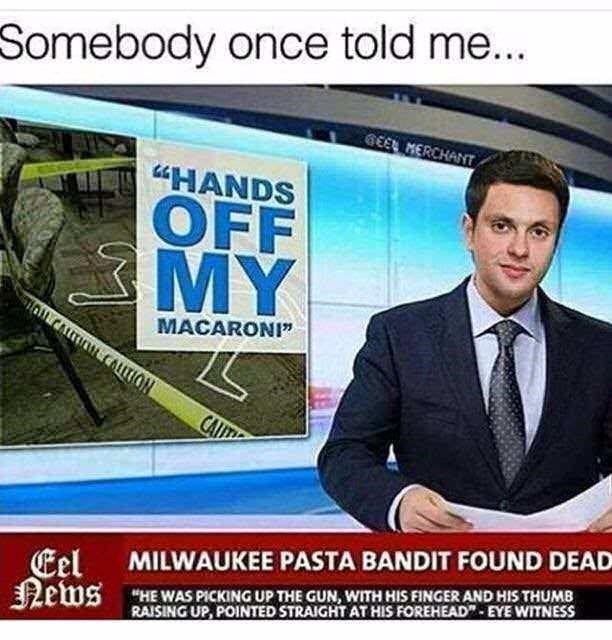 Somebody once told me...
@EEL MERCHANT
"HANDS
OFF
MY
MACARONI"
CAUTION CAUTION
CAUTI
Eel
News
MILWAUKEE PASTA BANDIT FOUND DEAD
"HE WAS PICKING UP THE GUN, WITH HIS FINGER AND HIS THUMB
RAISING UP, POINTED STRAIGHT AT HIS FOREHEAD" - EYE WITNESS